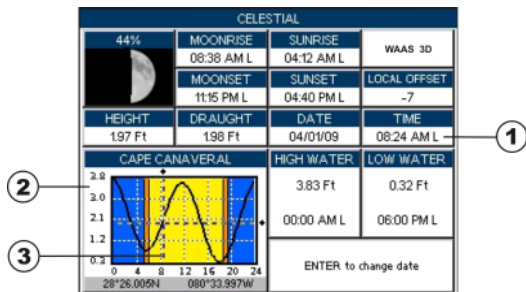 CELESTIAL
44%
MOONRISE
08:38 AM L
SUNRISE
04:12 AM L
WAAS 3D
MOONSET
11:15 PM L
SUNSET
04:40 PM L
LOCAL OFFSET
-7
HEIGHT
1.97 Ft
DRAUGHT
1.98 Ft
DATE
04/01/09
TIME
08:24 AM L
1
CAPE CANAVERAL
HIGH WATER
LOW WATER
3.83 Ft
0.32 Ft
00:00 AM L
06:00 PM L
2
3.8
3.0
2.1
1.2
0.3
3
0 4 8 12 16 20 24
28°26.005N 080°33.997W
ENTER to change date